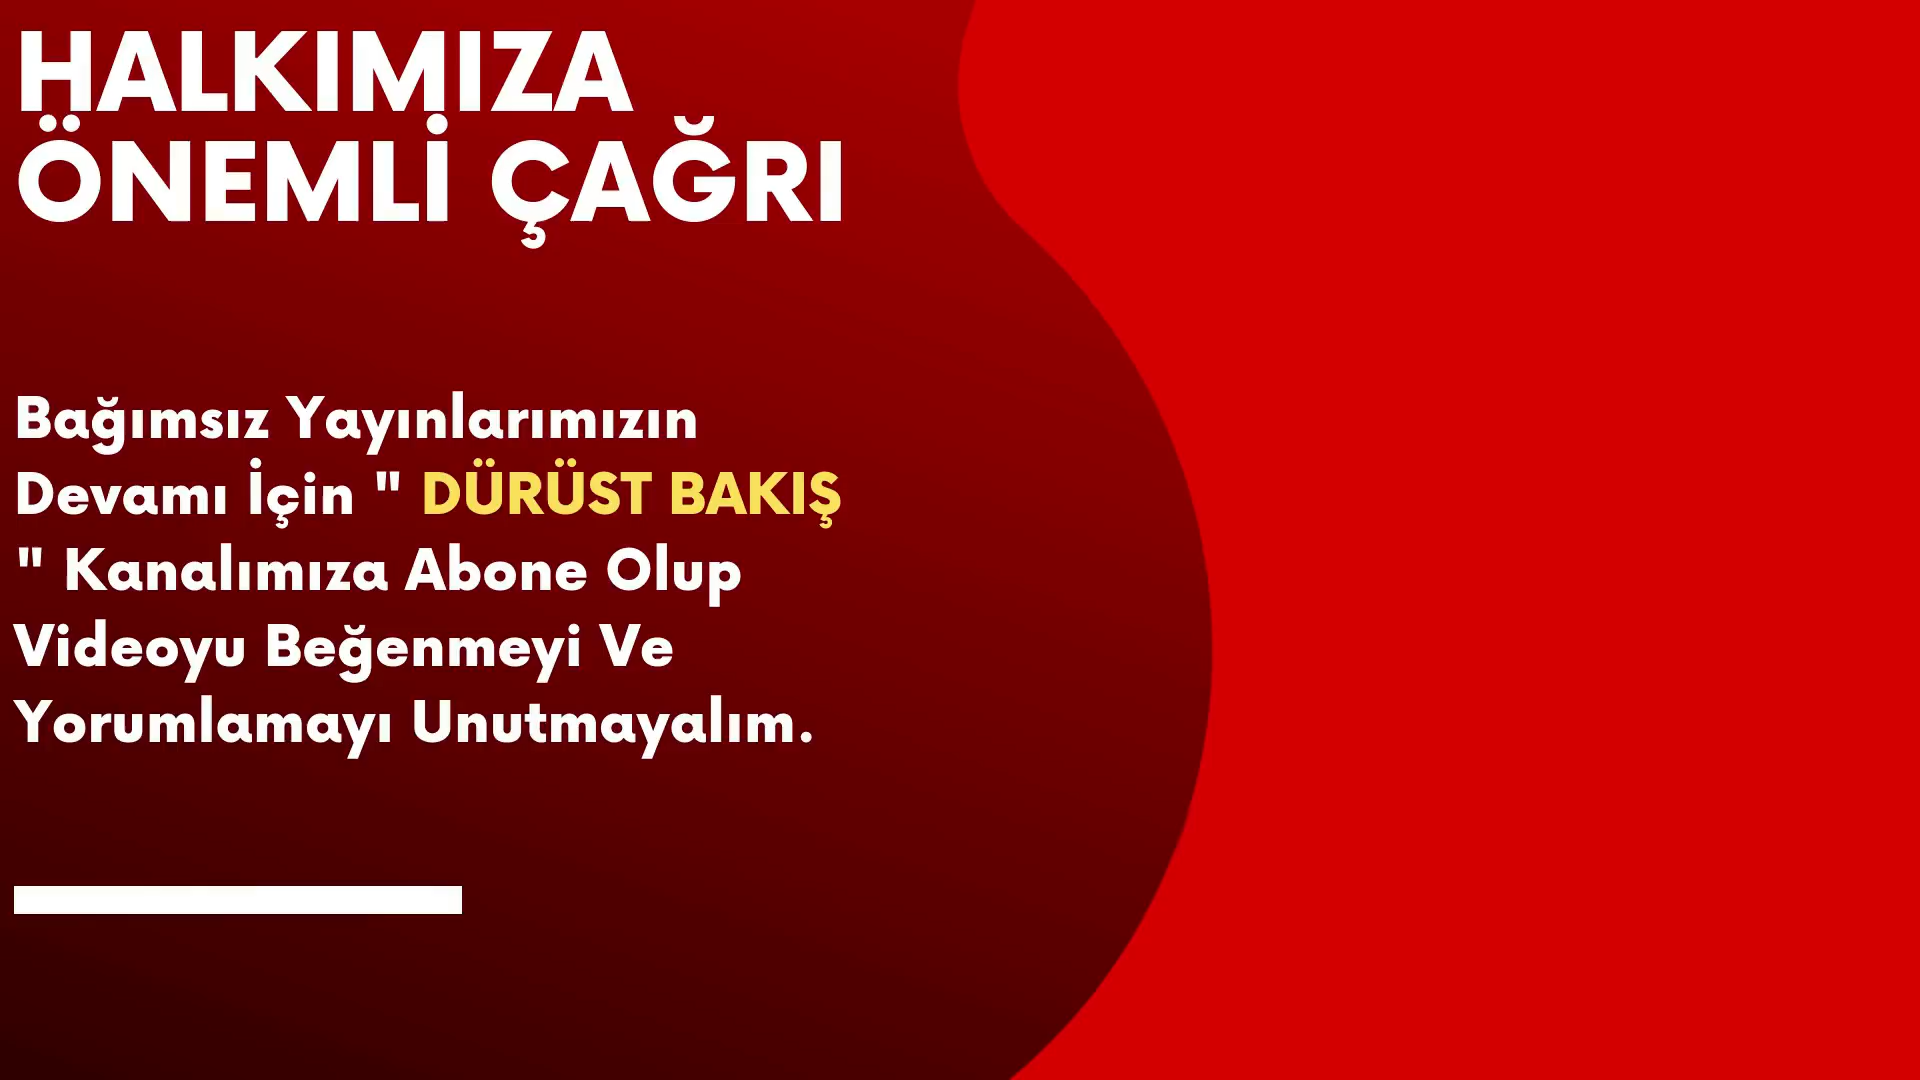 HALKIMIZA
ÖNEMLİ ÇAĞRI
Bağımsız Yayınlarımızın
Devamı İçin " DÜRÜST BAKIŞ
" Kanalımıza Abone Olup
Videoyu Beğenmeyi Ve
Yorumlamayı Unutmayalım.